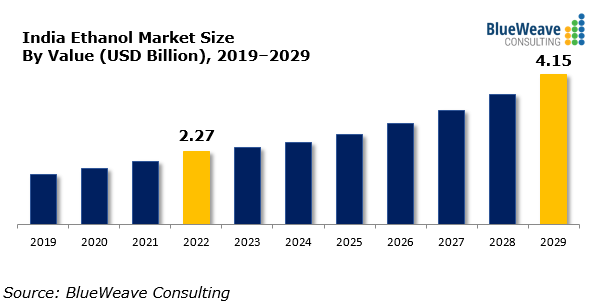 India Ethanol Market Size
By Value (USD Billion), 2019–2029
BlueWeave
CONSULTING
4.15
2.27
2019 2020 2021 2022 2023 2024 2025 2026 2027 2028 2029
Source: BlueWeave Consulting